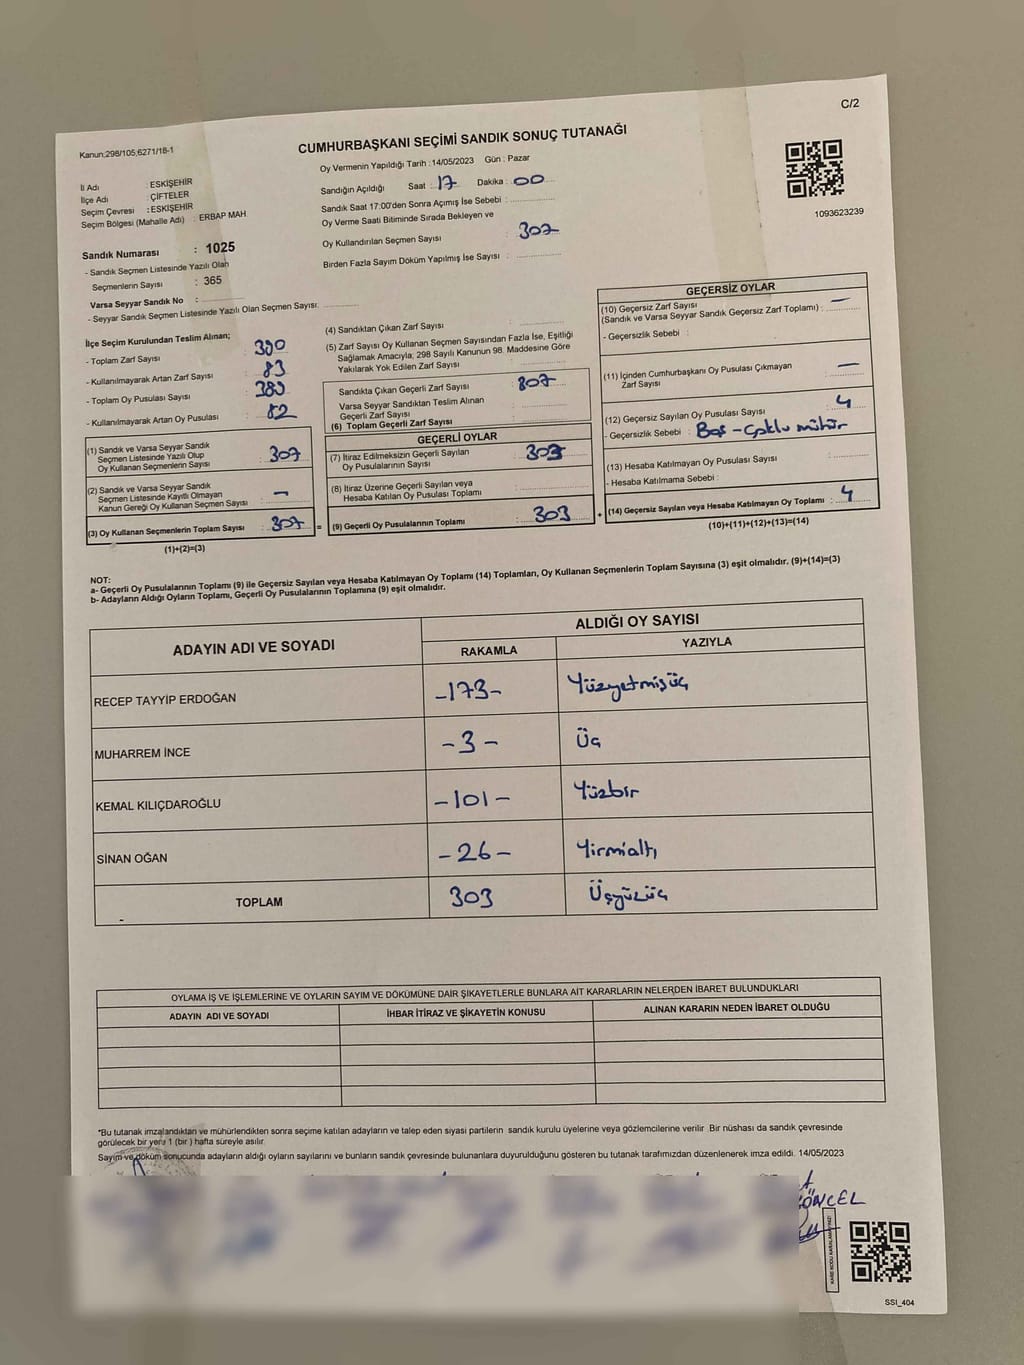 C/2
Kanun;298/105;6271/18-1
CUMHURBAŞKANI SEÇİMİ SANDIK SONUÇ TUTANAĞI
Oy Vermenin Yapıldığı Tarih :14/05/2023 Gün : Pazar
İl Adı : ESKİŞEHİR
İlçe Adı : ÇİFTELER
Seçim Çevresi : ESKİŞEHİR
Seçim Bölgesi (Mahalle Adı) : ERBAP MAH.
Sandığın Açıldığı Saat : 17 Dakika : 00
Sandık Saat 17:00'den Sonra Açımış İse Sebebi :
Oy Verme Saati Bitiminde Sırada Bekleyen ve
Oy Kullandırılan Seçmen Sayısı : 307
Birden Fazla Sayım Döküm Yapılmış İse Sayısı :
1093623239
Sandık Numarası : 1025
- Sandık Seçmen Listesinde Yazılı Olan
Seçmenlerin Sayısı : 365
Varsa Seyyar Sandık No :
- Seyyar Sandık Seçmen Listesinde Yazılı Olan Seçmen Sayısı:
İlçe Seçim Kurulundan Teslim Alınan;
- Toplam Zarf Sayısı : 390
- Kullanılmayarak Artan Zarf Sayısı : 83
- Toplam Oy Pusulası Sayısı : 389
- Kullanılmayarak Artan Oy Pusulası : 82
(1) Sandık ve Varsa Seyyar Sandık
Seçmen Listesinde Yazılı Olup
Oy Kullanan Seçmenlerin Sayısı : 307
(2) Sandık ve Varsa Seyyar Sandık
Seçmen Listesinde Kayıtlı Olmayan
Kanun Gereği Oy Kullanan Seçmen Sayısı : –
(3) Oy Kullanan Seçmenlerin Toplam Sayısı : 307 =
(1)+(2)=(3)
(4) Sandıktan Çıkan Zarf Sayısı :
(5) Zarf Sayısı Oy Kullanan Seçmen Sayısından Fazla İse, Eşitliği
Sağlamak Amacıyla; 298 Sayılı Kanunun 98. Maddesine Göre
Yakılarak Yok Edilen Zarf Sayısı :
Sandıkta Çıkan Geçerli Zarf Sayısı : 307
Varsa Seyyar Sandıktan Teslim Alınan
Geçerli Zarf Sayısı :
(6) Toplam Geçerli Zarf Sayısı :
GEÇERLİ OYLAR
(7) İtiraz Edilmeksizin Geçerli Sayılan
Oy Pusulalarının Sayısı : 303
(8) İtiraz Üzerine Geçerli Sayılan veya
Hesaba Katılan Oy Pusulası Toplamı :
(9) Geçerli Oy Pusulalarının Toplamı : 303 +
GEÇERSİZ OYLAR
(10) Geçersiz Zarf Sayısı : –
(Sandık ve Varsa Seyyar Sandık Geçersiz Zarf Toplamı) :
- Geçersizlik Sebebi :
(11) İçinden Cumhurbaşkanı Oy Pusulası Çıkmayan : –
Zarf Sayısı
(12) Geçersiz Sayılan Oy Pusulası Sayısı : 4
- Geçersizlik Sebebi : Boş - Çoklu mühür
(13) Hesaba Katılmayan Oy Pusulası Sayısı :
- Hesaba Katılmama Sebebi :
(14) Geçersiz Sayılan veya Hesaba Katılmayan Oy Toplamı : 4
(10)+(11)+(12)+(13)=(14)
NOT:
a- Geçerli Oy Pusulalarının Toplamı (9) ile Geçersiz Sayılan veya Hesaba Katılmayan Oy Toplamı (14) Toplamları, Oy Kullanan Seçmenlerin Toplam Sayısına (3) eşit olmalıdır. (9)+(14)=(3)
b- Adayların Aldığı Oyların Toplamı, Geçerli Oy Pusulalarının Toplamına (9) eşit olmalıdır.
ADAYIN ADI VE SOYADI ALDIĞI OY SAYISI
RAKAMLA YAZIYLA
RECEP TAYYİP ERDOĞAN -173- Yüzyetmişüç
MUHARREM İNCE -3- Üç
KEMAL KILIÇDAROĞLU -101- Yüzbir
SİNAN OĞAN -26- Yirmialtı
TOPLAM 303 Üçyüzüç
OYLAMA İŞ VE İŞLEMLERİNE VE OYLARIN SAYIM VE DÖKÜMÜNE DAİR ŞİKAYETLERLE BUNLARA AİT KARARLARIN NELERDEN İBARET BULUNDUKLARI
ADAYIN ADI VE SOYADI İHBAR İTİRAZ VE ŞİKAYETİN KONUSU ALINAN KARARIN NEDEN İBARET OLDUĞU
*Bu tutanak imzalandıktan ve mühürlendikten sonra seçime katılan adayların ve talep eden siyasi partilerin sandık kurulu üyelerine veya gözlemcilerine verilir .Bir nüshası da sandık çevresinde
görülecek bir yere 1 (bir ) hafta süreyle asılır.
Sayım ve döküm sonucunda adayların aldığı oyların sayılarını ve bunların sandık çevresinde bulunanlara duyurulduğunu gösteren bu tutanak tarafımızdan düzenlenerek imza edildi. 14/05/2023
GÖNCEL
KARE KODU KARALAMAYINIZ!
SSI_404